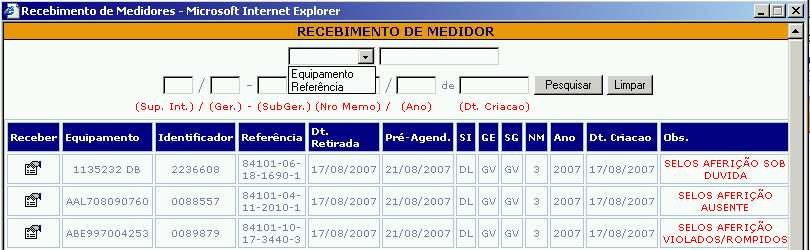 Recebimento de Medidores - Microsoft Internet Explorer
RECEBIMENTO DE MEDIDOR
Equipamento
Referência
/ - / de Pesquisar Limpar
(Sup. Int.) / (Ger.) - (SubGer.) (Nro Memo) / (Ano) (Dt. Criacao)
Receber Equipamento Identificador Referência Dt. Retirada Pré-Agend. SI GE SG NM Ano Dt. Criacao Obs.
1135232 DB 2236608 84101-06-18-1690-1 17/08/2007 21/08/2007 DL GV GV 3 2007 17/08/2007 SELOS AFERIÇÃO SOB DUVIDA
AAL708090760 0088557 84101-04-11-2010-1 17/08/2007 21/08/2007 DL GV GV 3 2007 17/08/2007 SELOS AFERIÇÃO AUSENTE
ABE997004253 0089879 84101-10-17-3440-3 17/08/2007 21/08/2007 DL GV GV 3 2007 17/08/2007 SELOS AFERIÇÃO VIOLADOS/ROMPIDOS